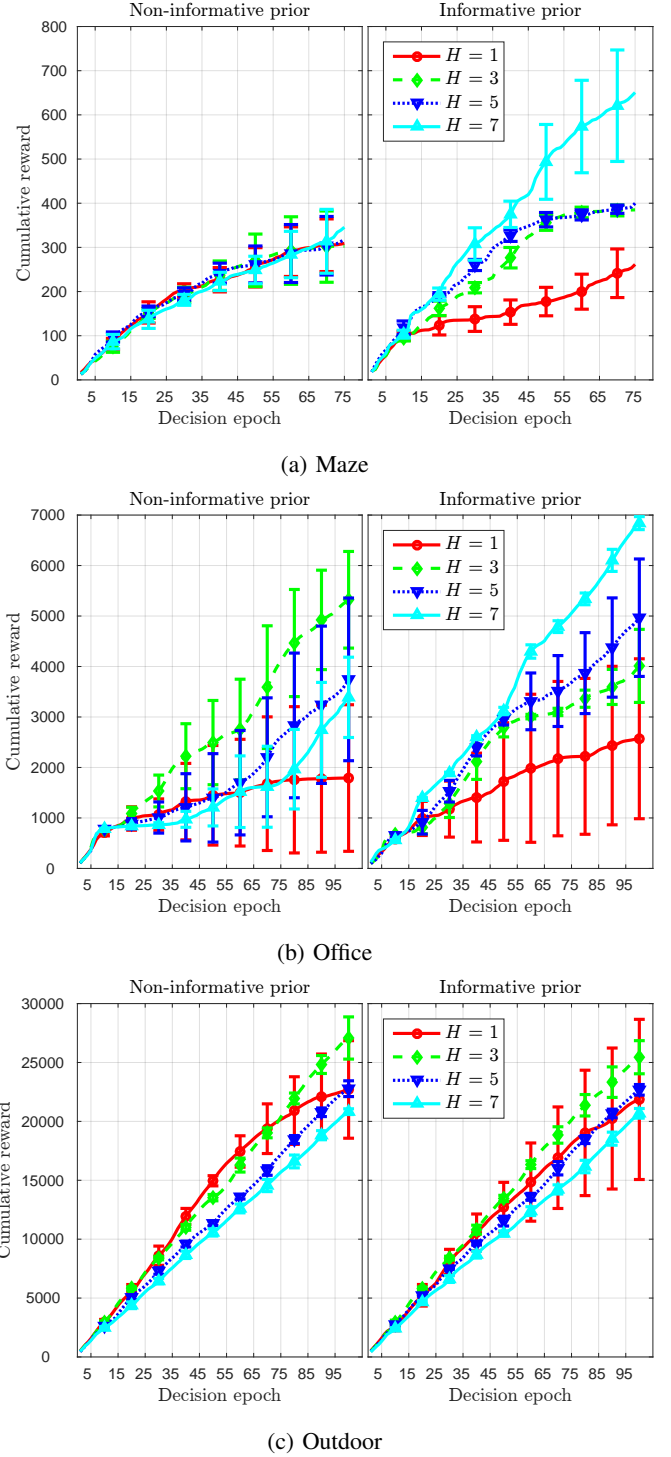 Non-informative prior
Informative prior
Cumulative reward
800
700
600
500
400
300
200
100
0
H = 1
H = 3
H = 5
H = 7
5 15 25 35 45 55 65 75
5 15 25 35 45 55 65 75
Decision epoch
Decision epoch
(a) Maze
Non-informative prior
Informative prior
Cumulative reward
7000
6000
5000
4000
3000
2000
1000
0
H = 1
H = 3
H = 5
H = 7
5 15 25 35 45 55 65 75 85 95
5 15 25 35 45 55 65 75 85 95
Decision epoch
Decision epoch
(b) Office
Non-informative prior
Informative prior
Cumulative reward
30000
25000
20000
15000
10000
5000
0
H = 1
H = 3
H = 5
H = 7
5 15 25 35 45 55 65 75 85 95
5 15 25 35 45 55 65 75 85 95
Decision epoch
Decision epoch
(c) Outdoor